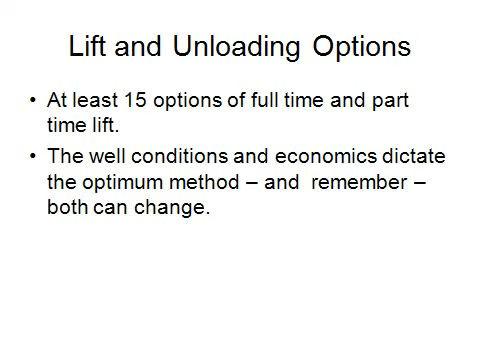 Lift and Unloading Options
• At least 15 options of full time and part
time lift.
• The well conditions and economics dictate
the optimum method – and remember –
both can change.